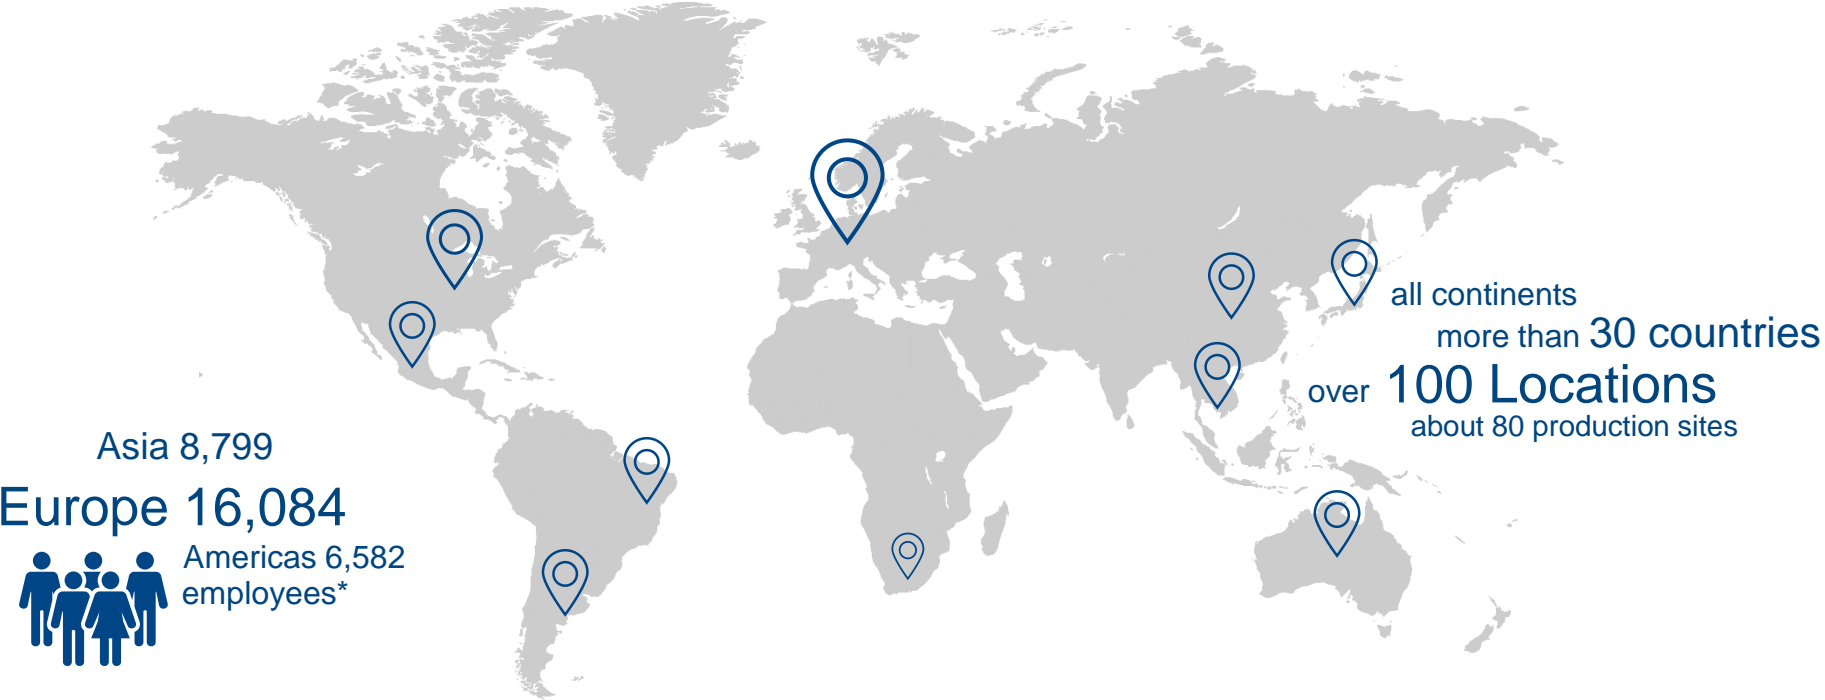 all continents
more than 30 countries
over 100 Locations
about 80 production sites
Asia 8,799
Europe 16,084
Americas 6,582
employees*